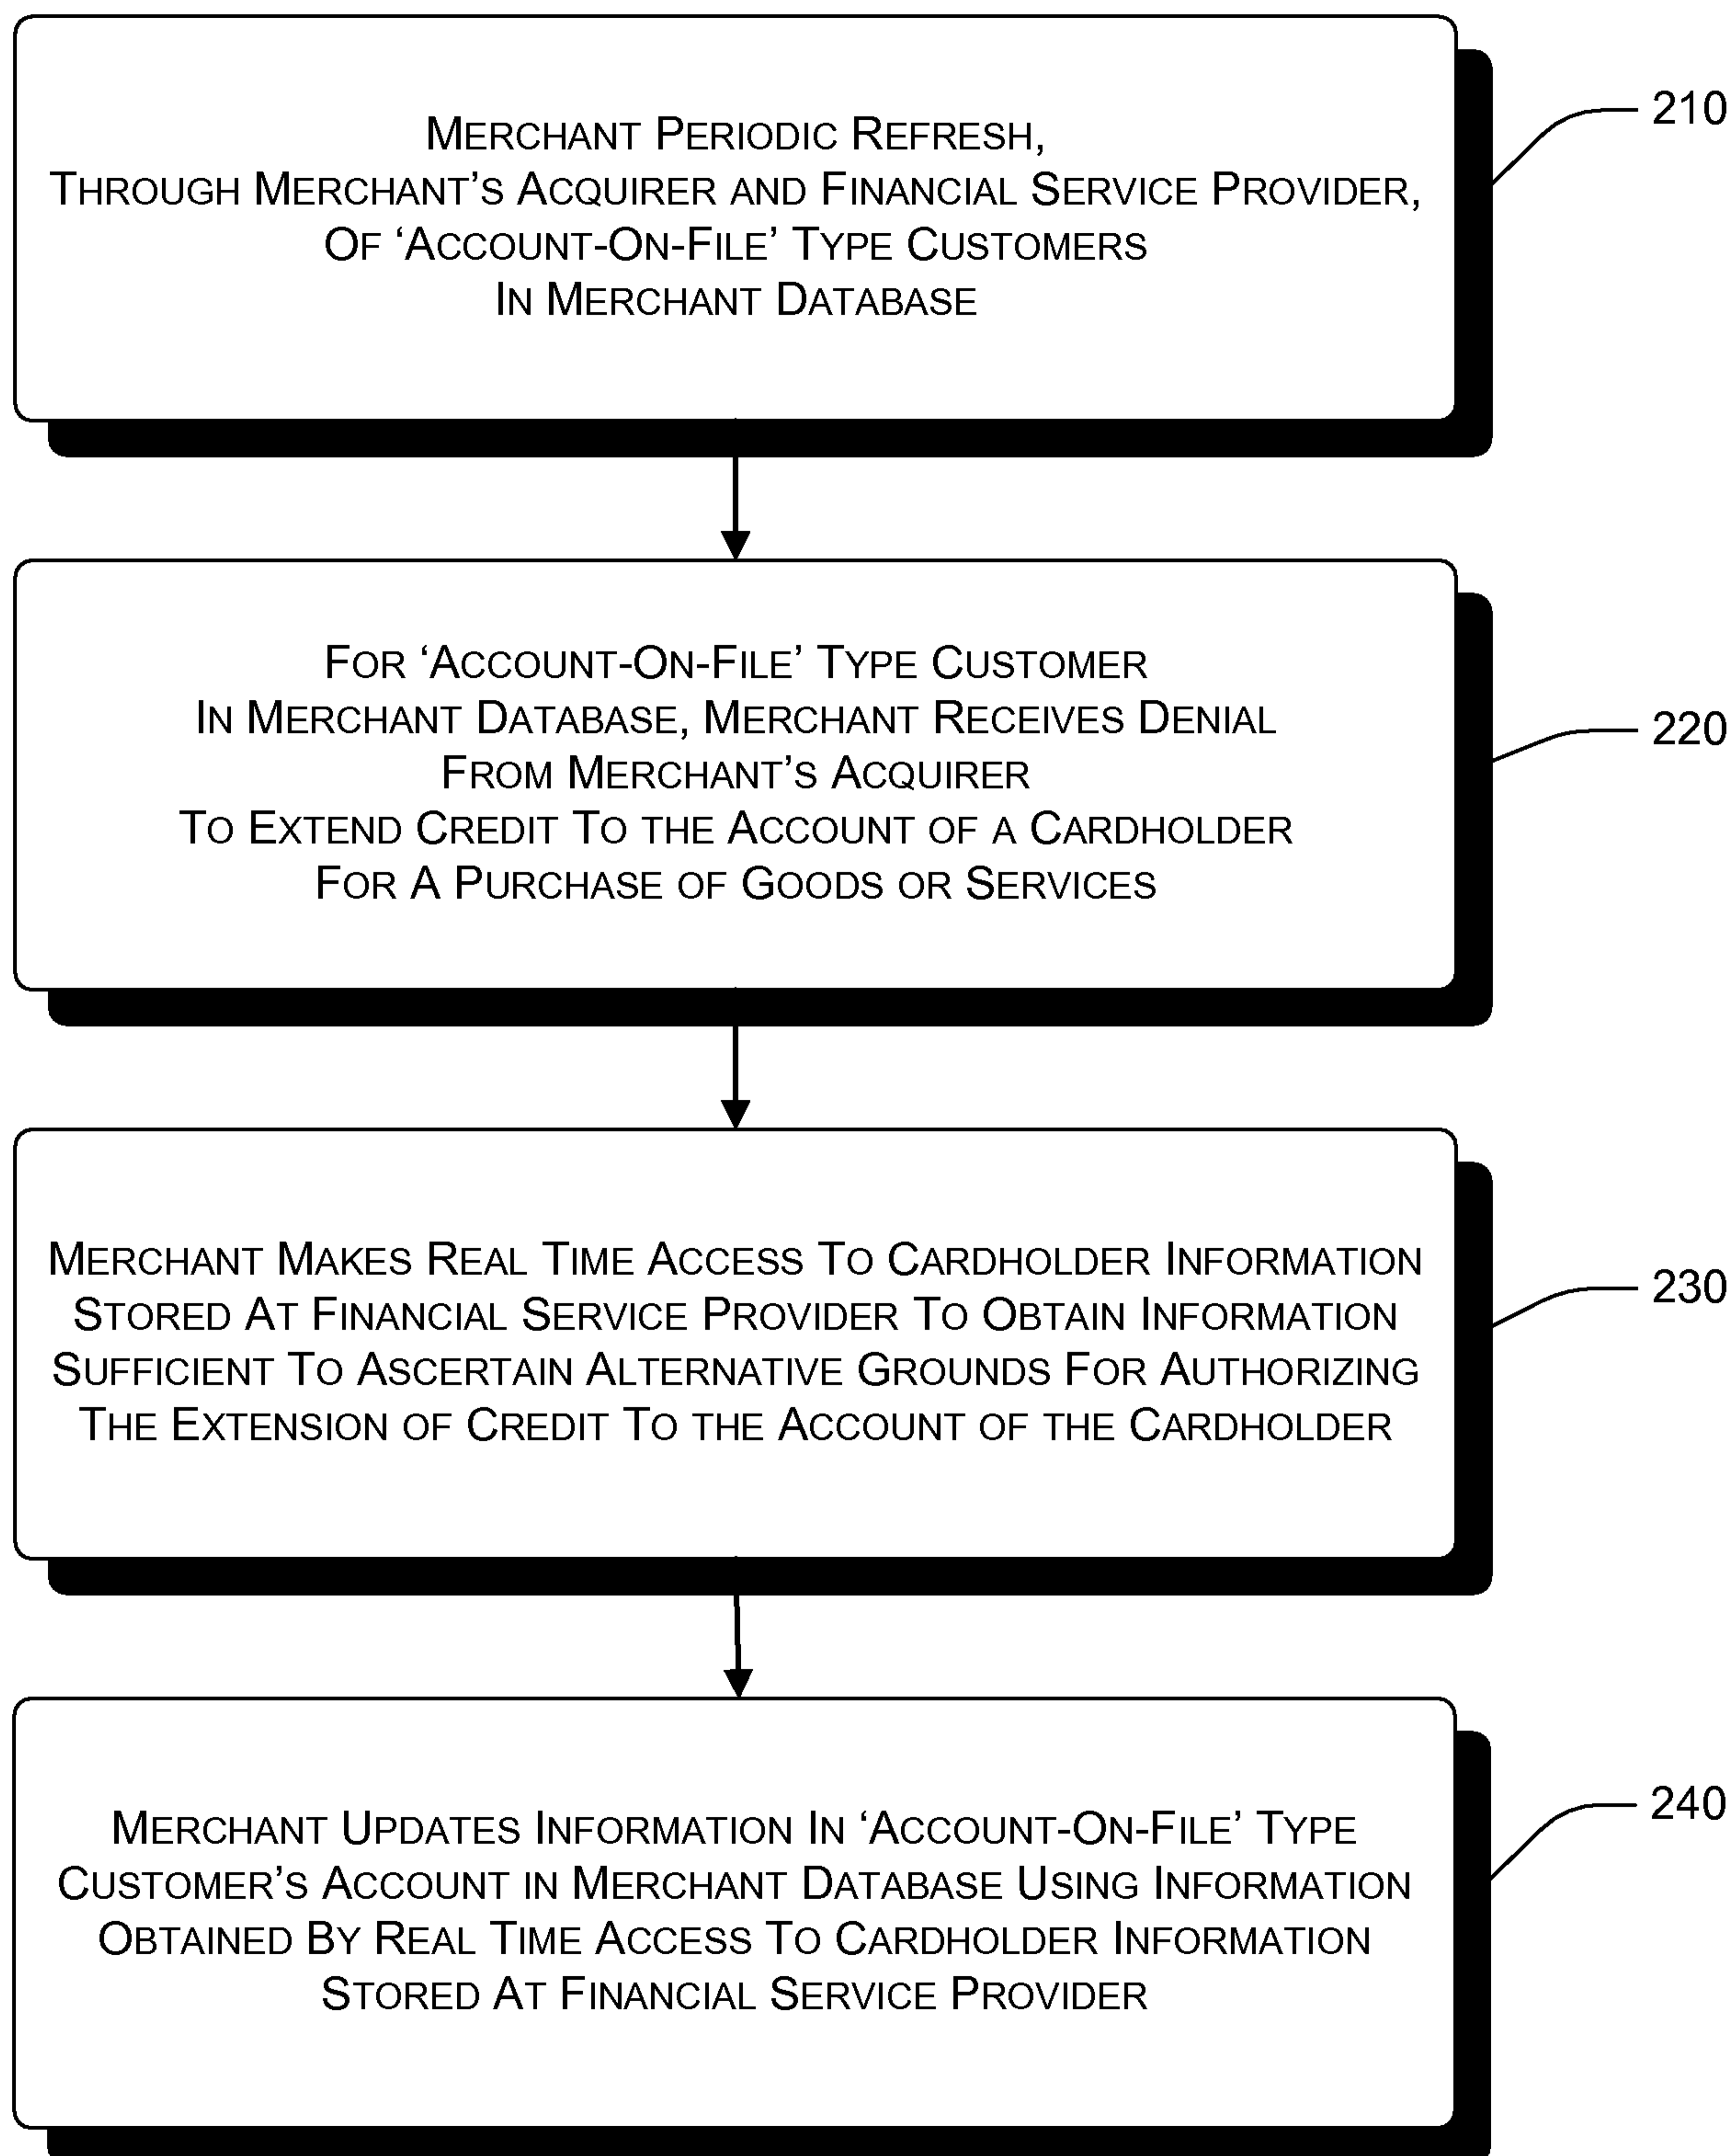 MERCHANT PERIODIC REFRESH,
THROUGH MERCHANT'S ACQUIRER AND FINANCIAL SERVICE PROVIDER,
OF ‘ACCOUNT-ON-FILE’ TYPE CUSTOMERS
IN MERCHANT DATABASE
210
FOR ‘ACCOUNT-ON-FILE’ TYPE CUSTOMER
IN MERCHANT DATABASE, MERCHANT RECEIVES DENIAL
FROM MERCHANT'S ACQUIRER
TO EXTEND CREDIT TO THE ACCOUNT OF A CARDHOLDER
FOR A PURCHASE OF GOODS OR SERVICES
220
MERCHANT MAKES REAL TIME ACCESS TO CARDHOLDER INFORMATION
STORED AT FINANCIAL SERVICE PROVIDER TO OBTAIN INFORMATION
SUFFICIENT TO ASCERTAIN ALTERNATIVE GROUNDS FOR AUTHORIZING
THE EXTENSION OF CREDIT TO THE ACCOUNT OF THE CARDHOLDER
230
MERCHANT UPDATES INFORMATION IN ‘ACCOUNT-ON-FILE’ TYPE
CUSTOMER'S ACCOUNT IN MERCHANT DATABASE USING INFORMATION
OBTAINED BY REAL TIME ACCESS TO CARDHOLDER INFORMATION
STORED AT FINANCIAL SERVICE PROVIDER
240